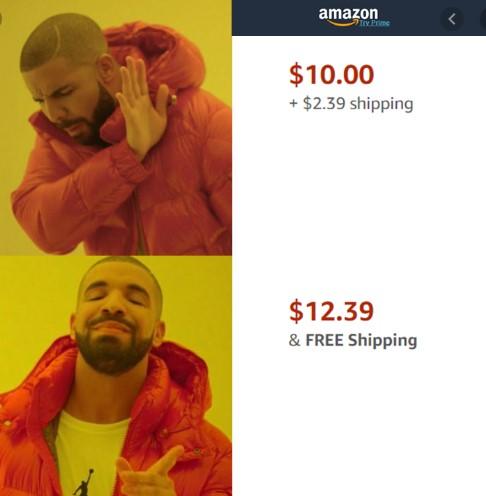 amazon
Try Prime
$10.00
+ $2.39 shipping
$12.39
& FREE Shipping